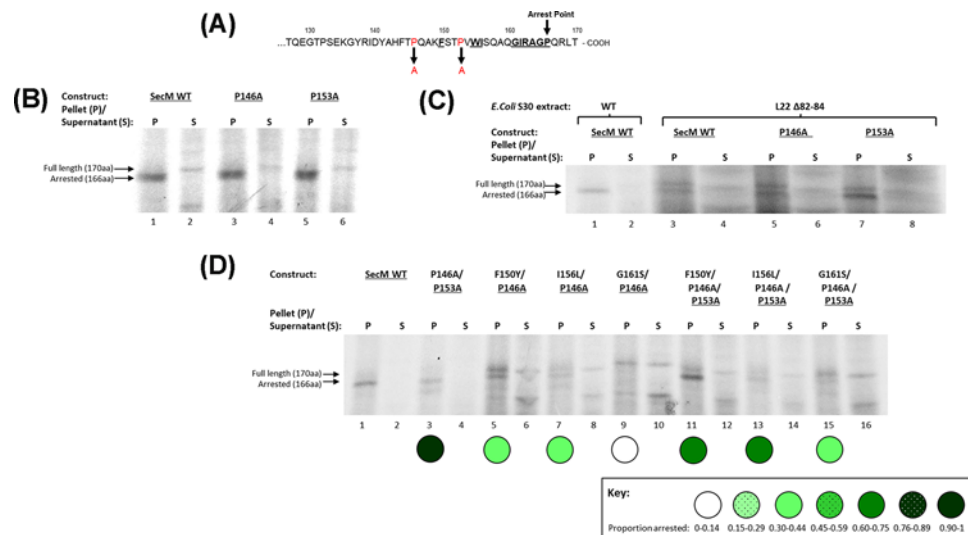 (A)
Arrest Point
130 140 150 160 170
...TQEGTPSEKGYRIDYAHFTPQAKFSTPVWISQAQGIRAGPQRLT - COOH
A A
(B)
Construct: SecM WT P146A P153A
Pellet (P)/
Supernatant (S): P S P S P S
Full length (170aa)
Arrested (166aa)
1 2 3 4 5 6
(C)
E.Coli S30 extract: WT L22 Δ82-84
Construct: SecM WT SecM WT P146A P153A
Pellet (P)/
Supernatant (S): P S P S P S P S
Full length (170aa)
Arrested (166aa)
1 2 3 4 5 6 7 8
(D)
Construct: SecM WT P146A/ F150Y/ I156L/ G161S/ F150Y/ I156L/ G161S/
P153A P146A P146A P146A P146A/ P146A / P146A /
P153A P153A P153A
Pellet (P)/
Supernatant (S): P S P S P S P S P S P S P S P S
Full length (170aa)
Arrested (166aa)
1 2 3 4 5 6 7 8 9 10 11 12 13 14 15 16
Key:
Proportion arrested: 0-0.14 0.15-0.29 0.30-0.44 0.45-0.59 0.60-0.75 0.76-0.89 0.90-1